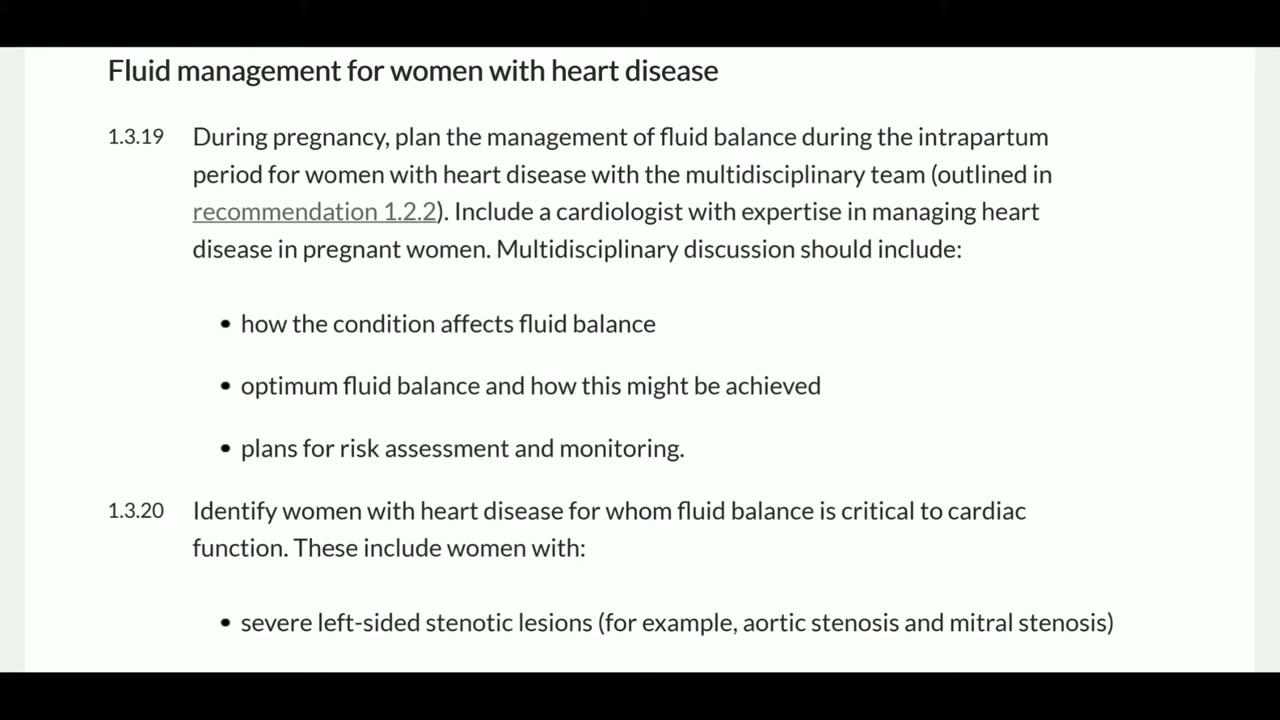 Fluid management for women with heart disease
1.3.19 During pregnancy, plan the management of fluid balance during the intrapartum
period for women with heart disease with the multidisciplinary team (outlined in
recommendation 1.2.2). Include a cardiologist with expertise in managing heart
disease in pregnant women. Multidisciplinary discussion should include:
• how the condition affects fluid balance
• optimum fluid balance and how this might be achieved
• plans for risk assessment and monitoring.
1.3.20 Identify women with heart disease for whom fluid balance is critical to cardiac
function. These include women with:
• severe left-sided stenotic lesions (for example, aortic stenosis and mitral stenosis)